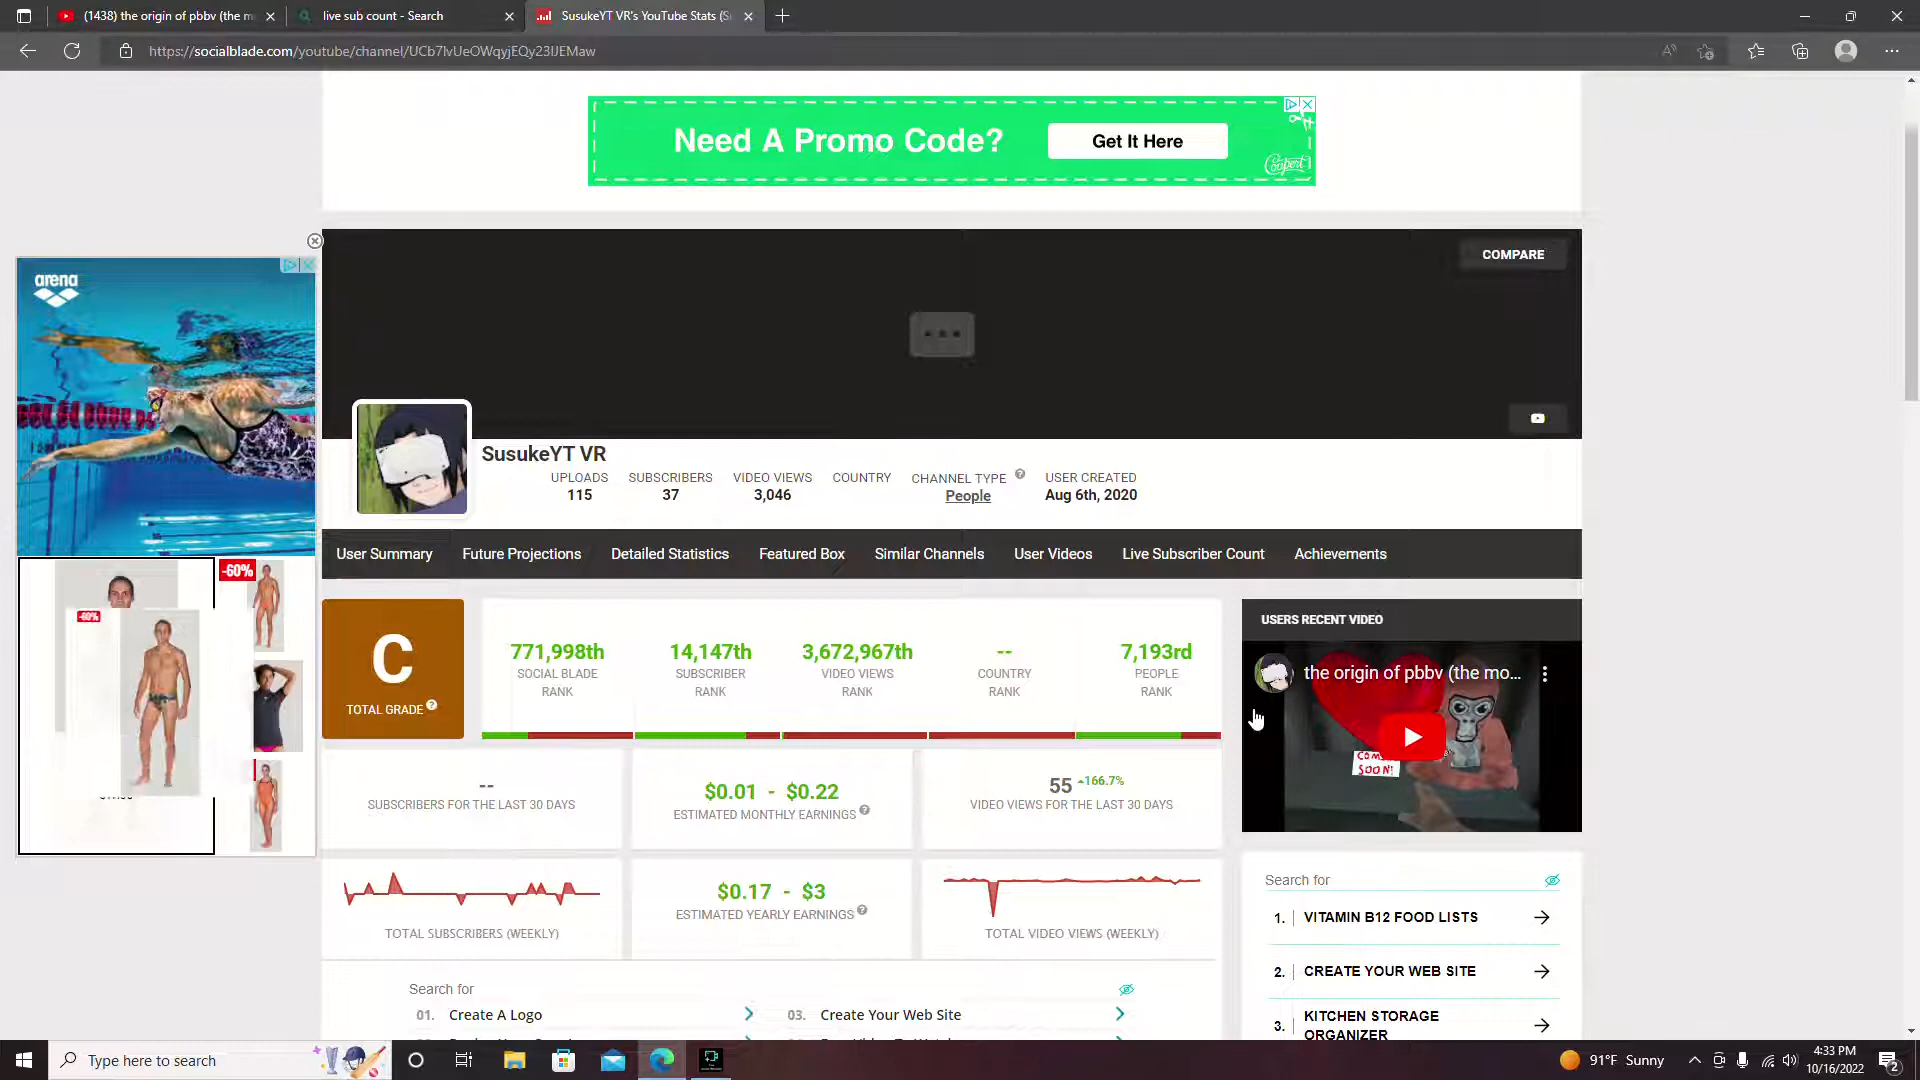 (1438) the origin of pbbv (the m
live sub count - Search
SusukeYT VR's YouTube Stats (S
https://socialblade.com/youtube/channel/UCb7lvUeOWqyjEQy23IJEMaw
Need A Promo Code?
Get It Here
Coupert
arena
COMPARE
SusukeYT VR
UPLOADS
115
SUBSCRIBERS
37
VIDEO VIEWS
3,046
COUNTRY
CHANNEL TYPE
People
USER CREATED
Aug 6th, 2020
User Summary
Future Projections
Detailed Statistics
Featured Box
Similar Channels
User Videos
Live Subscriber Count
Achievements
-60%
-60%
C
TOTAL GRADE
771,998th
SOCIAL BLADE
RANK
14,147th
SUBSCRIBER
RANK
3,672,967th
VIDEO VIEWS
RANK
--
COUNTRY
RANK
7,193rd
PEOPLE
RANK
USERS RECENT VIDEO
the origin of pbbv (the mo...
SOON!
--
SUBSCRIBERS FOR THE LAST 30 DAYS
$0.01 - $0.22
ESTIMATED MONTHLY EARNINGS
55 166.7%
VIDEO VIEWS FOR THE LAST 30 DAYS
TOTAL SUBSCRIBERS (WEEKLY)
$0.17 - $3
ESTIMATED YEARLY EARNINGS
TOTAL VIDEO VIEWS (WEEKLY)
Search for
1. VITAMIN B12 FOOD LISTS
2. CREATE YOUR WEB SITE
3. KITCHEN STORAGE
ORGANIZER
Search for
01. Create A Logo
03. Create Your Web Site
Type here to search
91°F Sunny
4:33 PM
10/16/2022
2